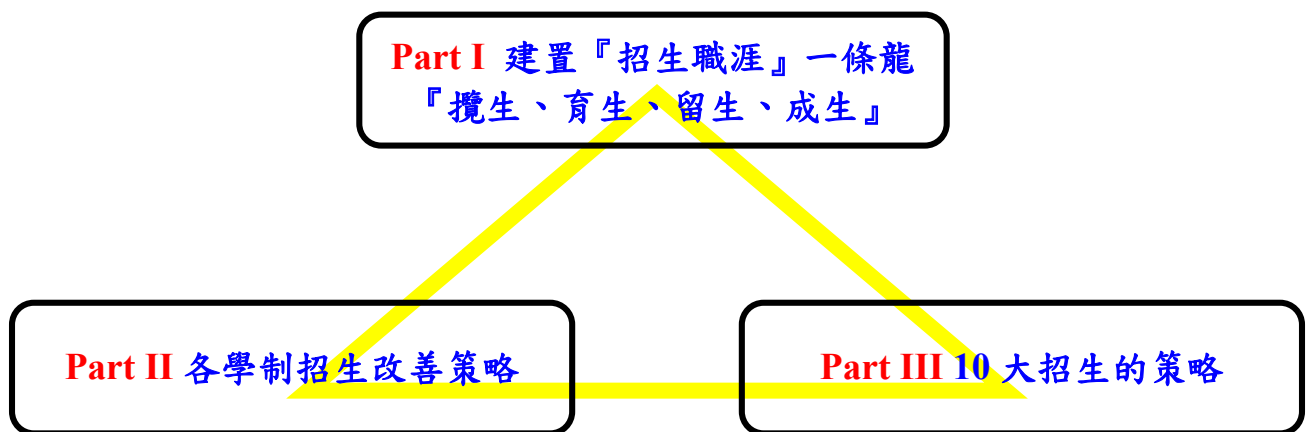 Part I 建置『招生職涯』一條龍
『攬生、育生、留生、成生』
Part II 各學制招生改善策略
Part III 10 大招生的策略